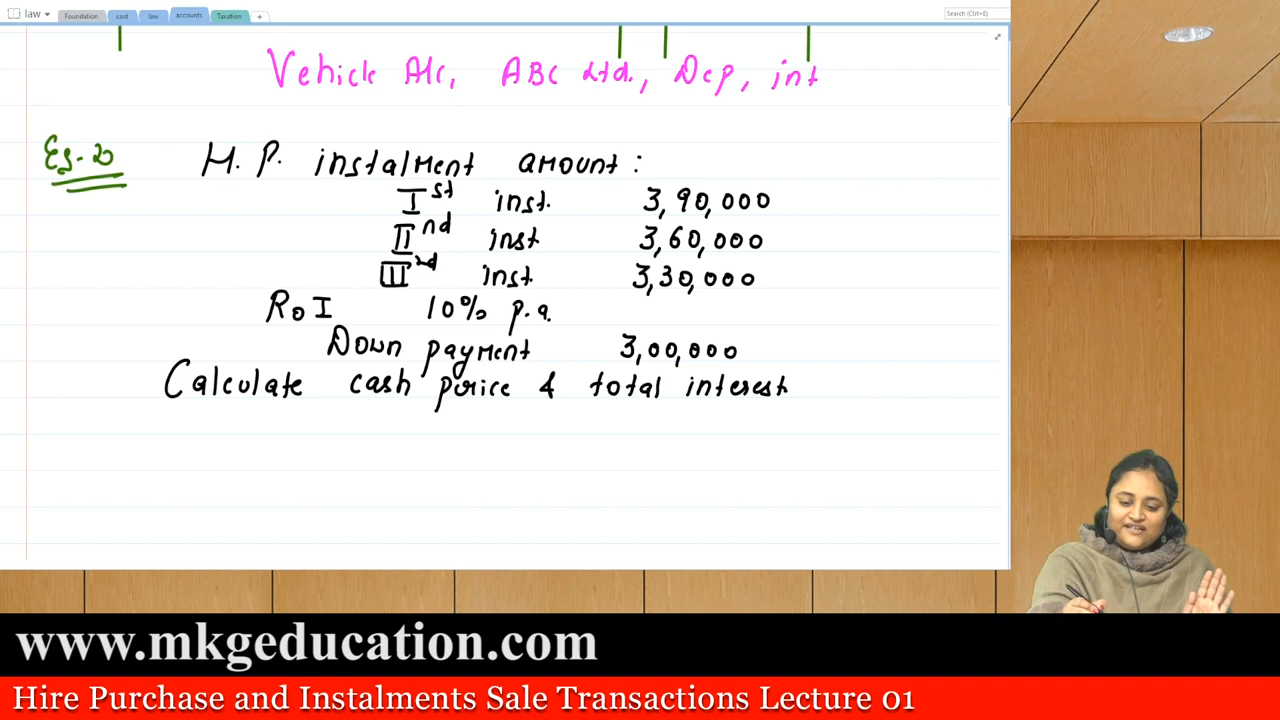 law
Foundation
cost
law
accounts
Taxation
Search (Ctrl+E)
Vehicle A/c, ABC Ltd., Dep, int
Eg-20
H.P. instalment amount :
Ist inst. 3,90,000
IInd inst 3,60,000
IIIrd inst. 3,30,000
RoI 10% p.a.
Down payment 3,00,000
Calculate cash price & total interest
www.mkgeducation.com
Hire Purchase and Instalments Sale Transactions Lecture 01